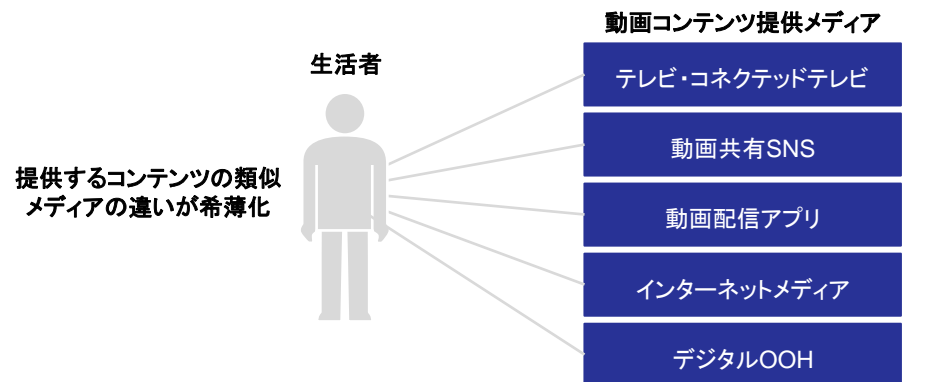 動画コンテンツ提供メディア
生活者
提供するコンテンツの類似
メディアの違いが希薄化
テレビ・コネクテッドテレビ
動画共有SNS
動画配信アプリ
インターネットメディア
デジタルOOH